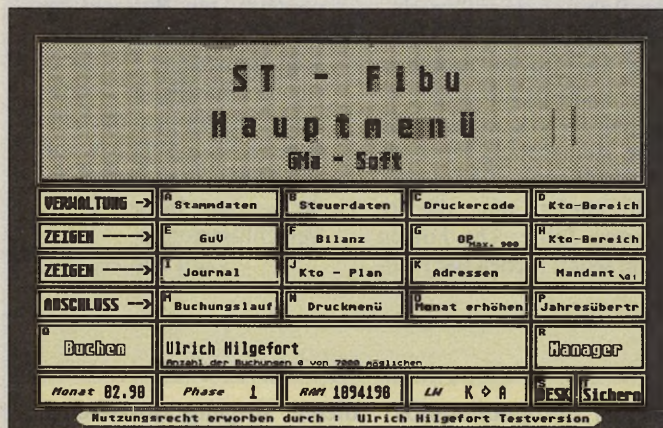 ST - Fibu
Hauptmenü
GMa - Soft
VERWALTUNG -> A Stammdaten B Steuerdaten C Druckercode D Kto-Bereich
ZEIGEN ----> E GuV F Bilanz G OP Max. 900 H Kto-Bereich
ZEIGEN ----> I Journal J Kto - Plan K Adressen L Mandant
ABSCHLUSS --> M Buchungslauf N Druckmenü O Monat erhöhen P Jahresübertr
Q Buchen Ulrich Hilgefort R Manager
Anzahl der Buchungen 0 von 7000 möglichen
Monat 02.90 Phase 1 RAM 1094198 LW K ◊ A S DESK T Sichern
Nutzungsrecht erworben durch : Ulrich Hilgefort Testversion